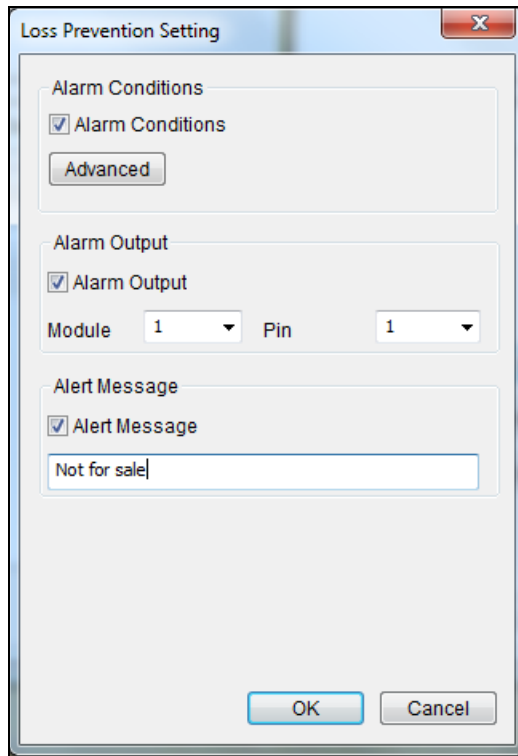 Loss Prevention Setting
Alarm Conditions
Alarm Conditions
Advanced
Alarm Output
Alarm Output
Module 1 Pin 1
Alert Message
Alert Message
Not for sale
OK Cancel